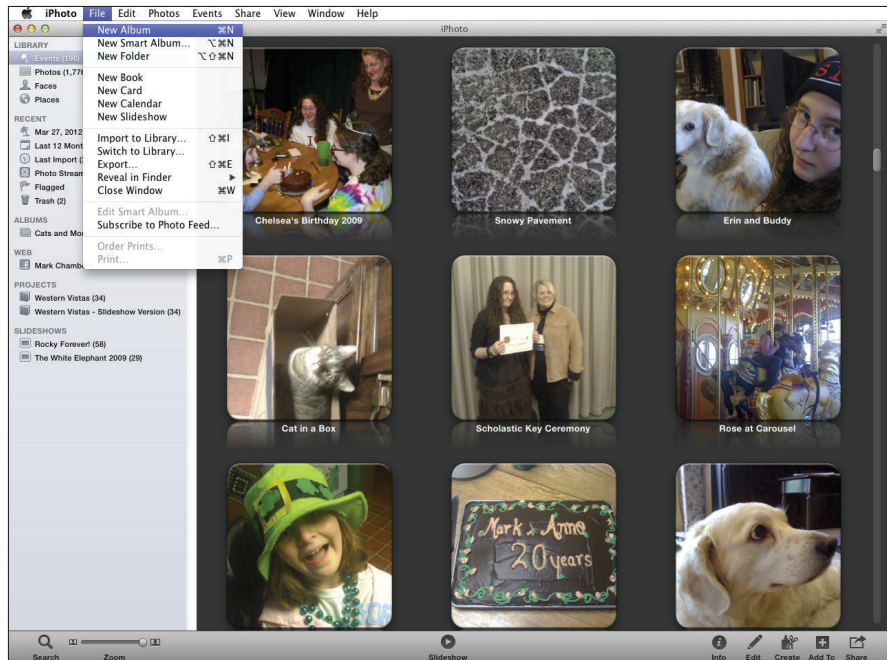 iPhoto File Edit Photos Events Share View Window Help
iPhoto
New Album ⌘N
New Smart Album... ⌥⌘N
New Folder ⌥⇧⌘N
New Book
New Card
New Calendar
New Slideshow
Import to Library... ⇧⌘I
Switch to Library...
Export... ⇧⌘E
Reveal in Finder ▶
Close Window ⌘W
Edit Smart Album...
Subscribe to Photo Feed...
Order Prints...
Print... ⌘P
LIBRARY
Events (196)
Photos (1,776
Faces
Places
RECENT
Mar 27, 2012
Last 12 Mont
Last Import (
Photo Stream
Flagged
Trash (2)
ALBUMS
Cats and Mo
WEB
Mark Chamb
PROJECTS
Western Vistas (34)
Western Vistas - Slideshow Version (34)
SLIDESHOWS
Rocky Forever! (58)
The White Elephant 2009 (29)
Chelsea's Birthday 2009
Snowy Pavement
Erin and Buddy
Cat in a Box
Scholastic Key Ceremony
Rose at Carousel
Mark & Anne
20 years
Search
Zoom
Slideshow
Info
Edit
Create
Add To
Share